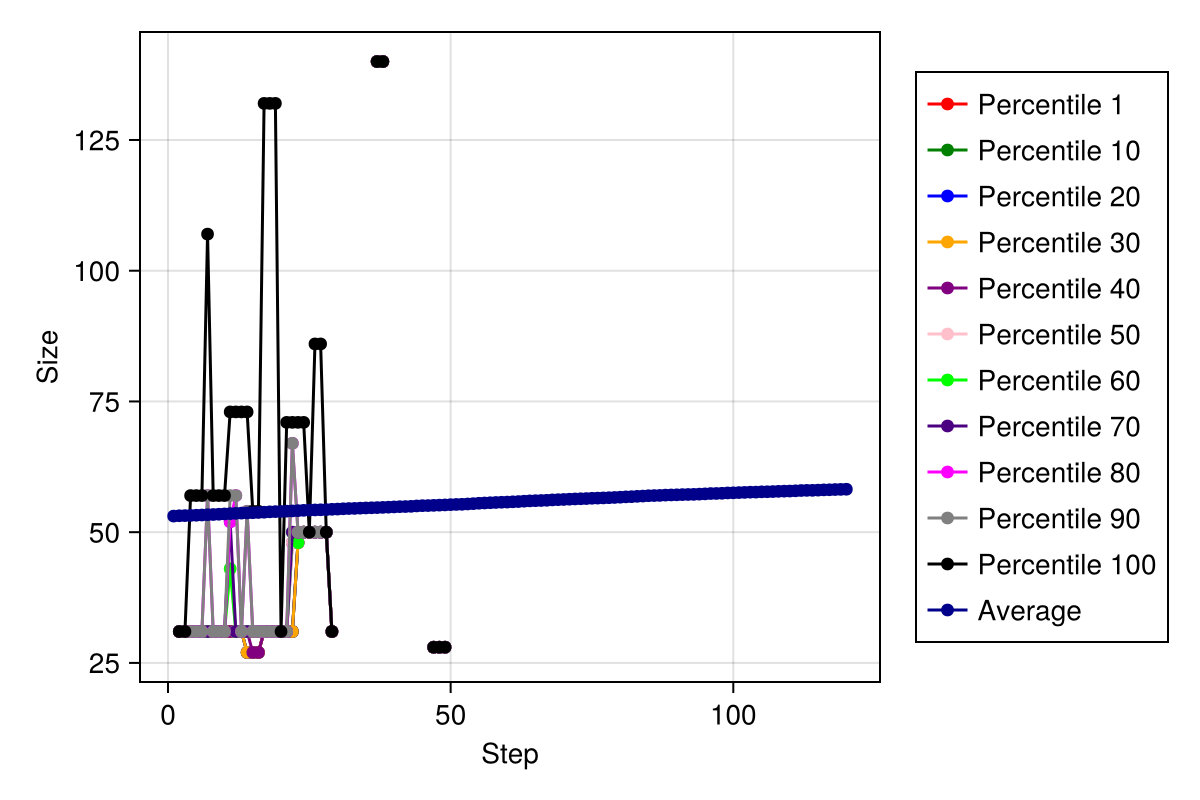 125
100
75
50
25
0
50
100
Size
Step
Percentile 1
Percentile 10
Percentile 20
Percentile 30
Percentile 40
Percentile 50
Percentile 60
Percentile 70
Percentile 80
Percentile 90
Percentile 100
Average